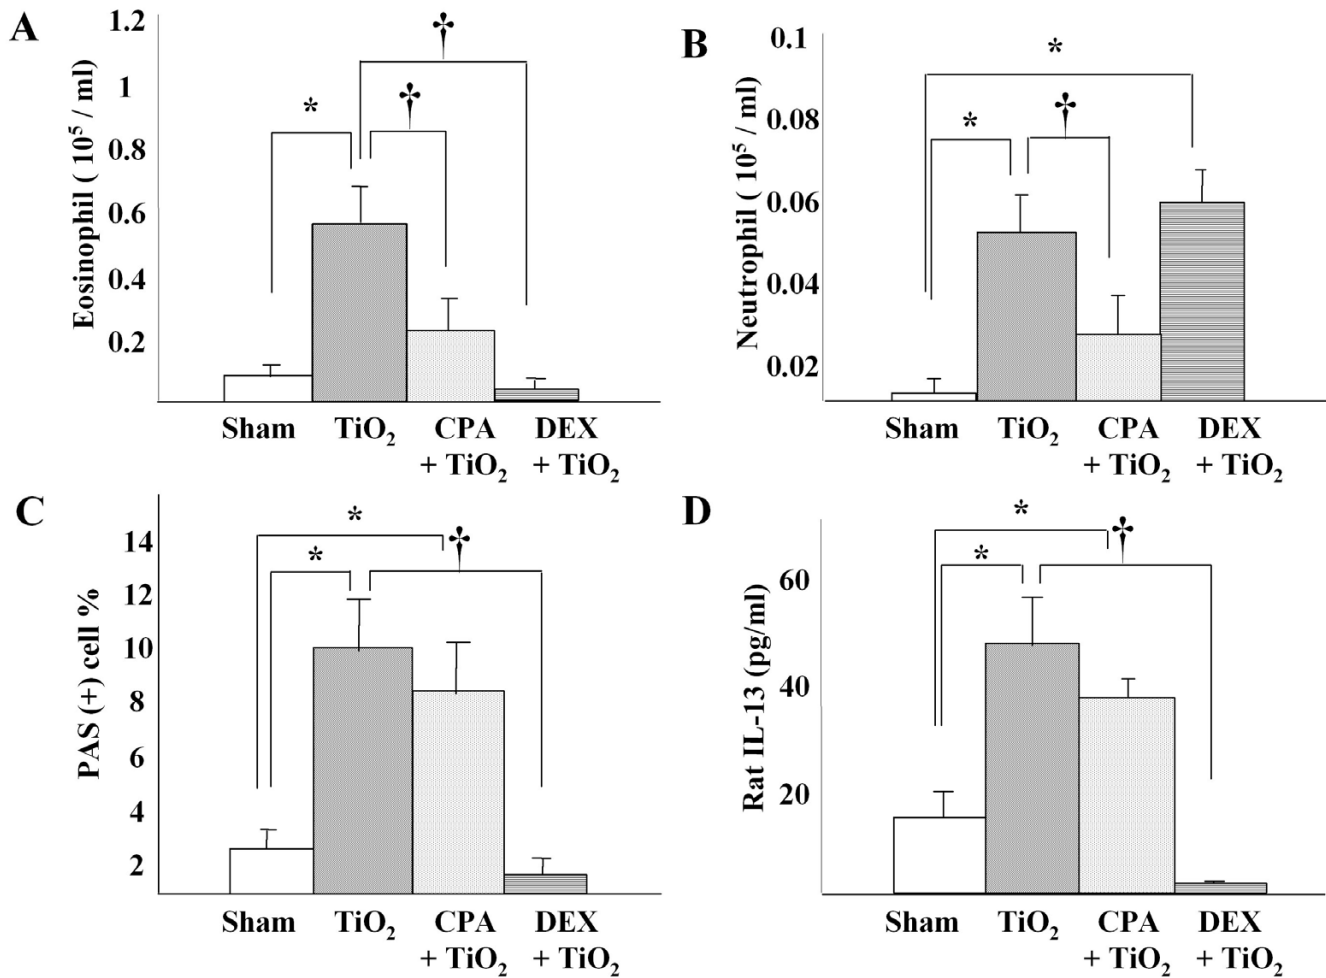 A
Eosinophil ( 10⁵ / ml)
1.2
1
0.8
0.6
0.4
0.2
*
†
†
Sham
TiO₂
CPA
+ TiO₂
DEX
+ TiO₂
B
Neutrophil ( 10⁵ / ml)
0.1
0.08
0.06
0.04
0.02
*
*
†
Sham
TiO₂
CPA
+ TiO₂
DEX
+ TiO₂
C
PAS (+) cell %
14
12
10
8
6
4
2
*
*
†
Sham
TiO₂
CPA
+ TiO₂
DEX
+ TiO₂
D
Rat IL-13 (pg/ml)
60
40
20
*
*
†
Sham
TiO₂
CPA
+ TiO₂
DEX
+ TiO₂